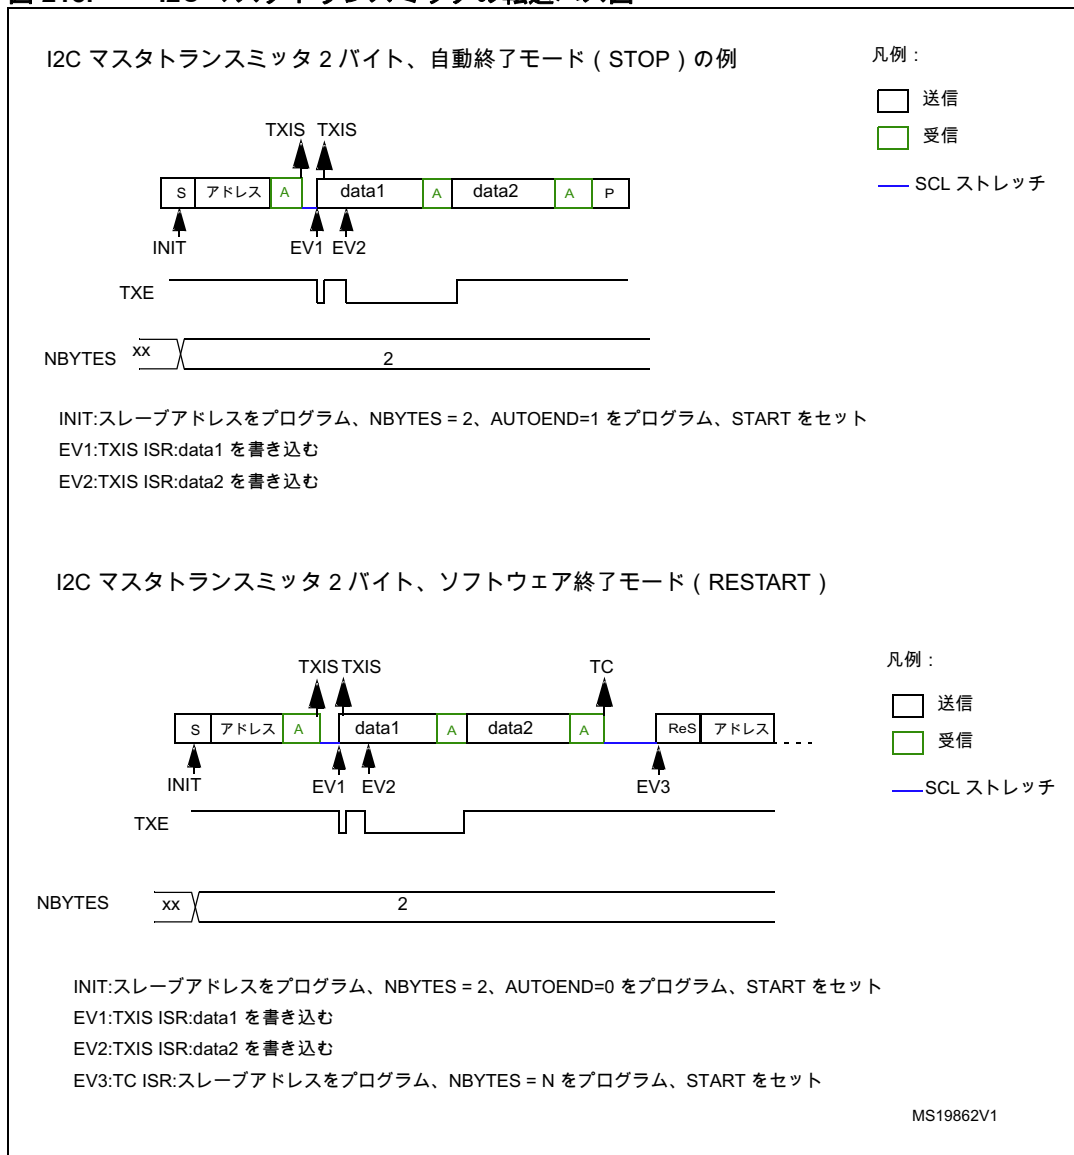 I2C マスタトランスミッタ 2 バイト、自動終了モード ( STOP ) の例
凡例 :
送信
受信
SCL ストレッチ
TXIS TXIS
S アドレス A data1 A data2 A P
INIT EV1 EV2
TXE
NBYTES xx 2
INIT:スレーブアドレスをプログラム、NBYTES = 2、AUTOEND=1 をプログラム、START をセット
EV1:TXIS ISR:data1 を書き込む
EV2:TXIS ISR:data2 を書き込む
I2C マスタトランスミッタ 2 バイト、ソフトウェア終了モード ( RESTART )
凡例 :
送信
受信
SCL ストレッチ
TXIS TXIS TC
S アドレス A data1 A data2 A ReS アドレス
INIT EV1 EV2 EV3
TXE
NBYTES xx 2
INIT:スレーブアドレスをプログラム、NBYTES = 2、AUTOEND=0 をプログラム、START をセット
EV1:TXIS ISR:data1 を書き込む
EV2:TXIS ISR:data2 を書き込む
EV3:TC ISR:スレーブアドレスをプログラム、NBYTES = N をプログラム、START をセット
MS19862V1